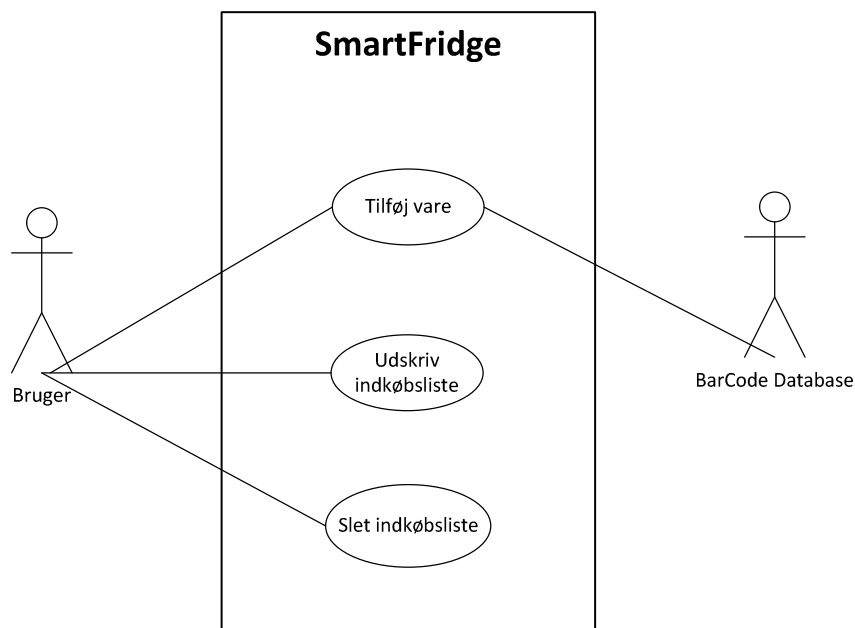 SmartFridge
Tilføj vare
Udskriv
indkøbsliste
Slet indkøbsliste
Bruger
BarCode Database